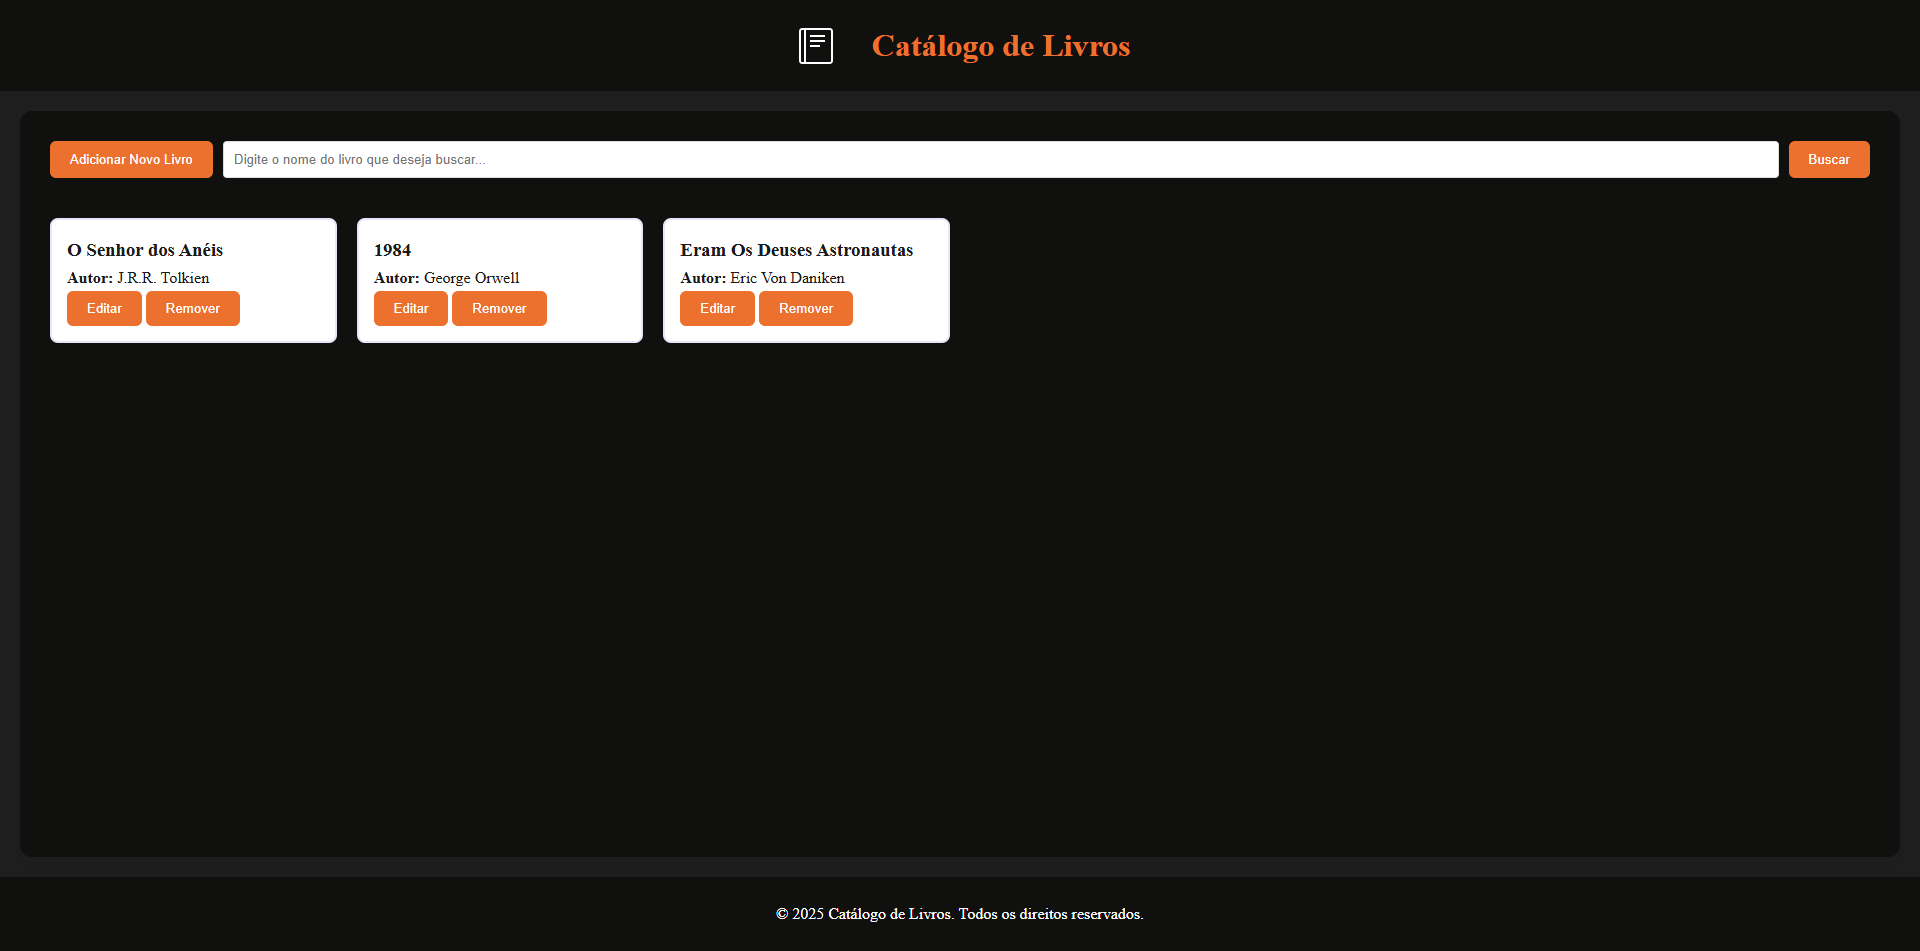 Catálogo de Livros
Adicionar Novo Livro
Digite o nome do livro que deseja buscar...
Buscar
O Senhor dos Anéis
Autor: J.R.R. Tolkien
Editar Remover
1984
Autor: George Orwell
Editar Remover
Eram Os Deuses Astronautas
Autor: Eric Von Daniken
Editar Remover
© 2025 Catálogo de Livros. Todos os direitos reservados.